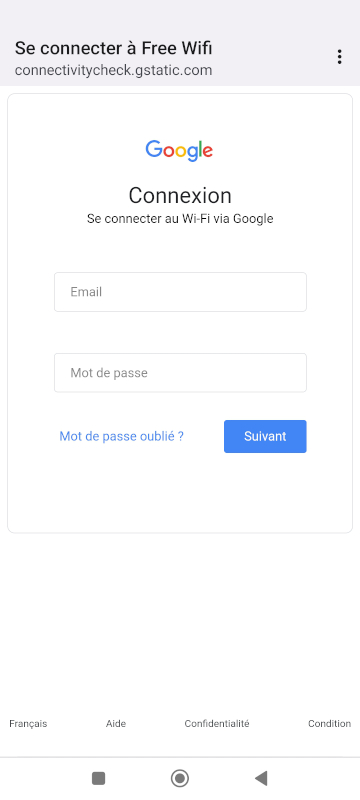 Se connecter à Free Wifi
connectivitycheck.gstatic.com
Google
Connexion
Se connecter au Wi-Fi via Google
Email
Mot de passe
Mot de passe oublié ?
Suivant
Français Aide Confidentialité Condition